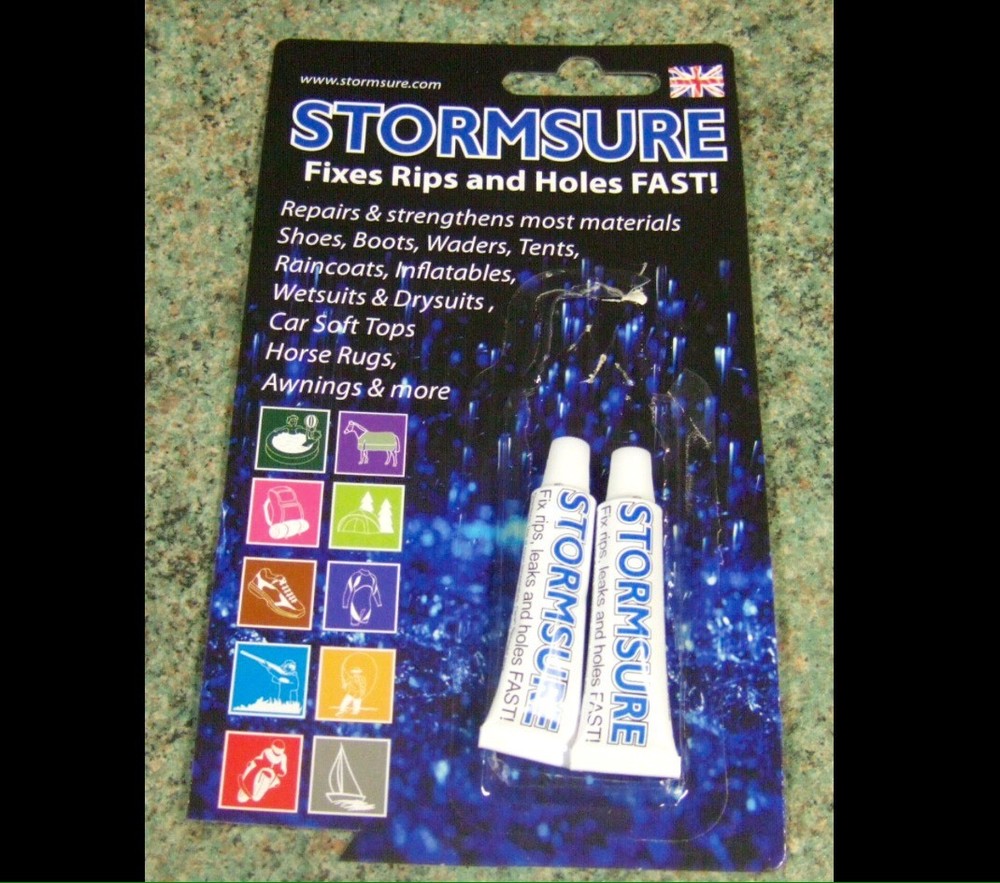 www.stormsure.com
STORMSURE
Fixes Rips and Holes FAST!
Repairs & strengthens most materials
Shoes, Boots, Waders, Tents,
Raincoats, Inflatables,
Wetsuits & Drysuits ,
Car Soft Tops
Horse Rugs,
Awnings & more
STORMSURE
Fix rips, leaks and holes FAST!
STORMSURE
Fix rips, leaks and holes FAST!